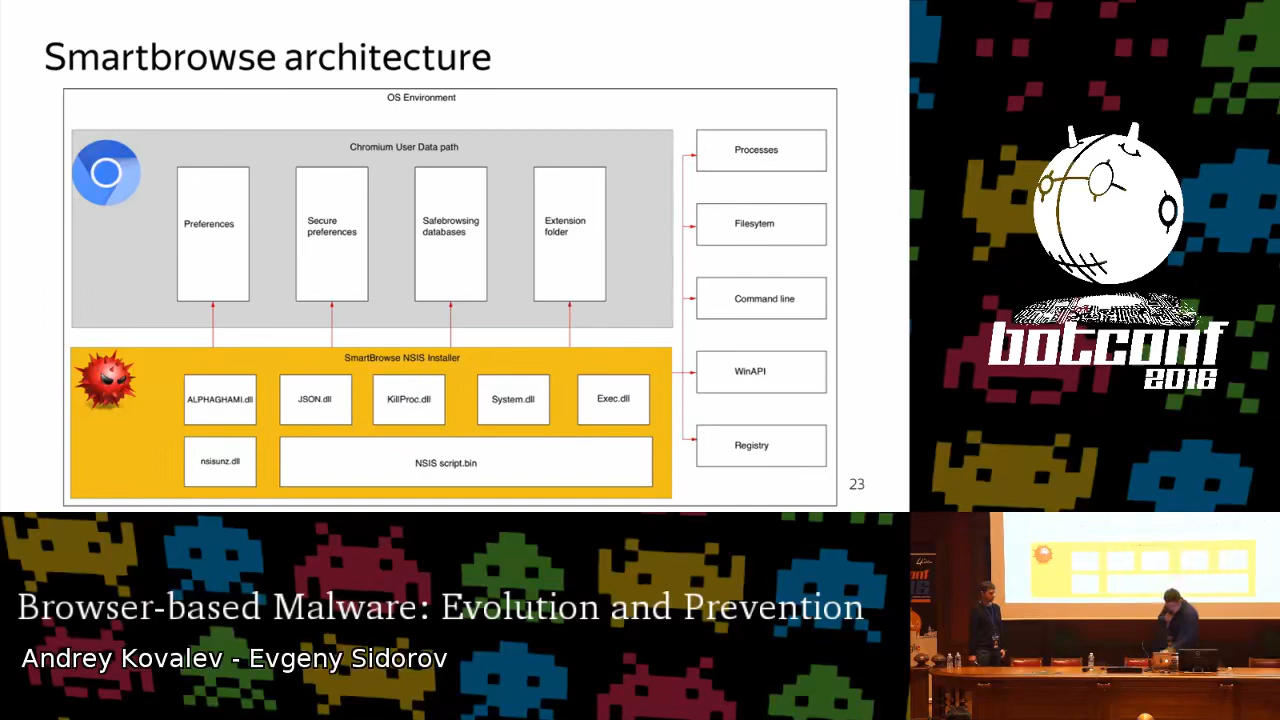 Smartbrowse architecture
OS Environment
Chromium User Data path
Preferences
Secure
preferences
Safebrowsing
databases
Extension
folder
Processes
Filesytem
Command line
WinAPI
Registry
SmartBrowse NSIS Installer
ALPHAGHAMI.dll
JSON.dll
KillProc.dll
System.dll
Exec.dll
nsisunz.dll
NSIS script.bin
23
botconf
2016
Browser-based Malware: Evolution and Prevention
Andrey Kovalev - Evgeny Sidorov